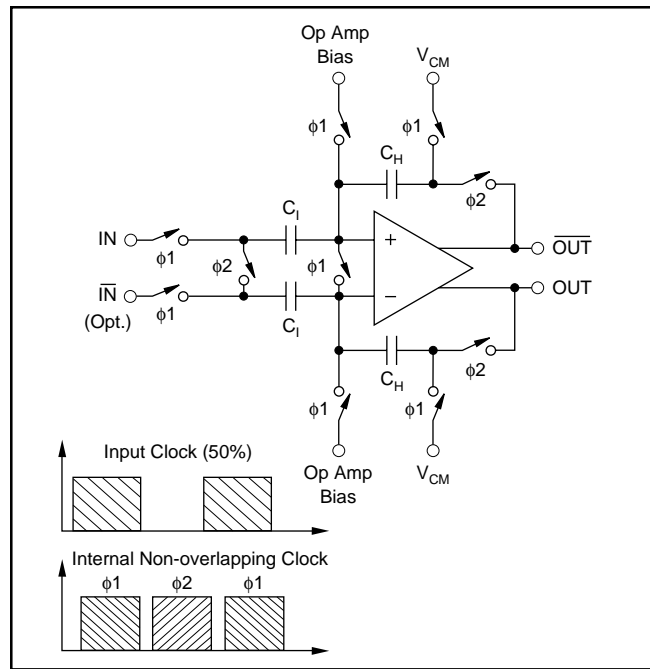 Op Amp
Bias
V_CM
φ1
φ1
C_H
φ2
C_I
IN
φ1
φ2
φ1
+
OUT̅
IN̅
(Opt.)
φ1
C_I
−
OUT
C_H
φ2
φ1
φ1
Op Amp
Bias
V_CM
Input Clock (50%)
Internal Non-overlapping Clock
φ1 φ2 φ1